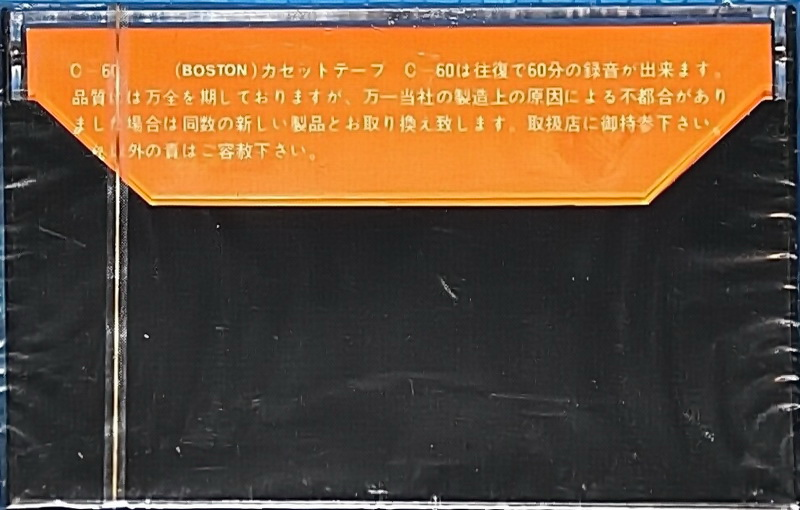 C-60 (BOSTON)カセットテープ C-60は往復で60分の録音が出来ます。
品質 は万全を期しておりますが、万一当社の製造上の原因による不都合があり
ました場合は同数の新しい製品とお取り換え致します。取扱店に御持参下さい。
以外の責はご容赦下さい。